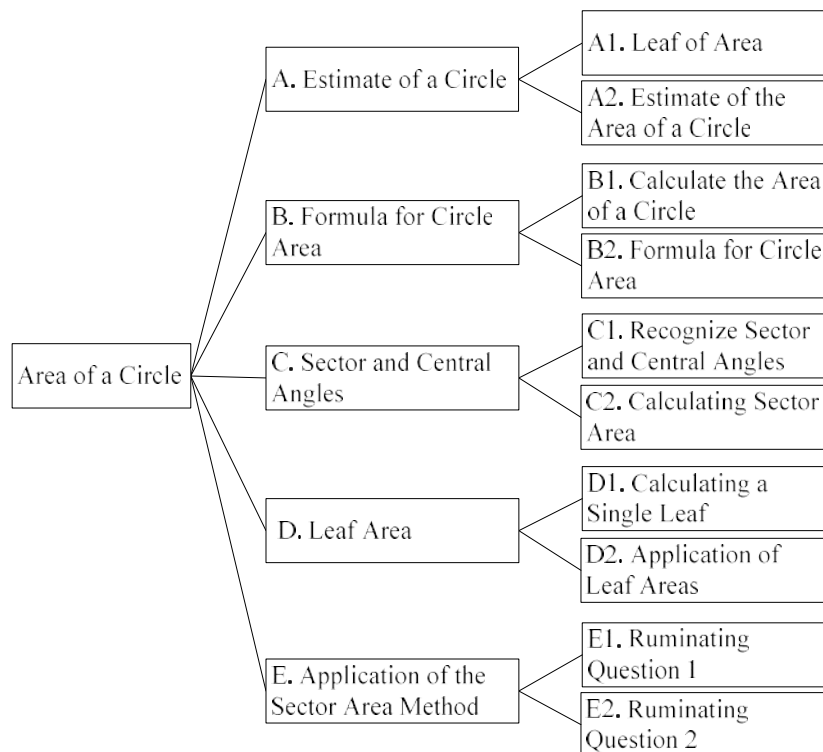 Area of a Circle
A. Estimate of a Circle
A1. Leaf of Area
A2. Estimate of the
Area of a Circle
B. Formula for Circle
Area
B1. Calculate the Area
of a Circle
B2. Formula for Circle
Area
C. Sector and Central
Angles
C1. Recognize Sector
and Central Angles
C2. Calculating Sector
Area
D. Leaf Area
D1. Calculating a
Single Leaf
D2. Application of
Leaf Areas
E. Application of the
Sector Area Method
E1. Ruminating
Question 1
E2. Ruminating
Question 2